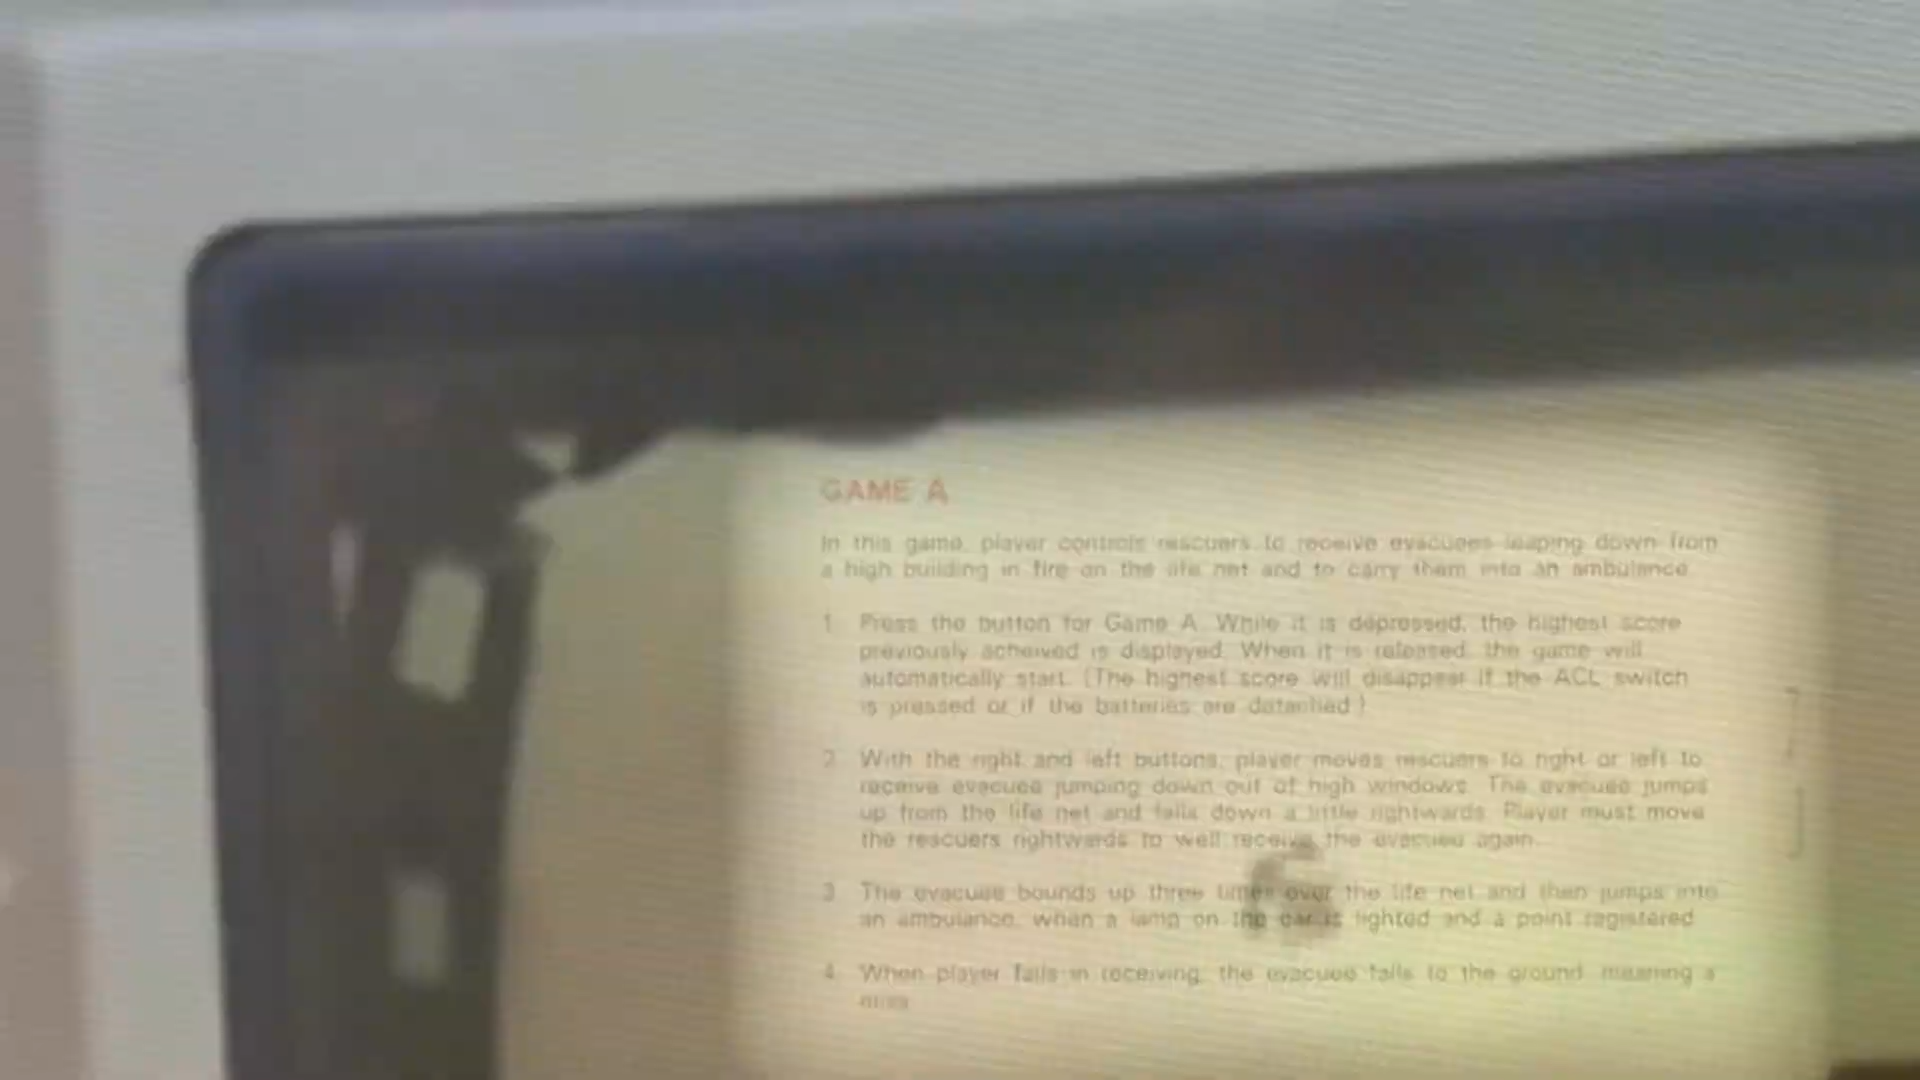 GAME A
In this game, player controls rescuers to receive evacuees leaping down from
a high building in fire on the life net and to carry them into an ambulance.
1. Press the button for Game A. While it is depressed, the highest score
previously acheived is displayed. When it is released, the game will
automatically start. (The highest score will disappear if the ACL switch
is pressed or if the batteries are detached.)
2. With the right and left buttons, player moves rescuers to right or left to
receive evacuee jumping down out of high windows. The evacuee jumps
up from the life net and falls down a little rightwards. Player must move
the rescuers rightwards to well receive the evacuee again.
3. The evacuee bounds up three times over the life net and then jumps into
an ambulance, when a lamp on the car is lighted and a point registered.
4. When player fails in receiving, the evacuee falls to the ground, meaning a
miss.